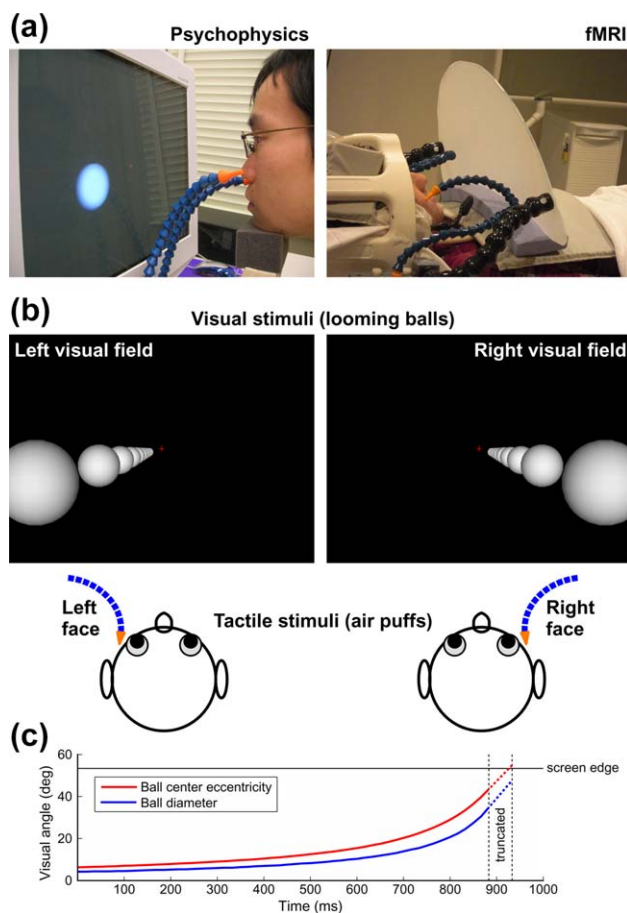 (a)
Psychophysics
fMRI
(b)
Visual stimuli (looming balls)
Left visual field
Right visual field
Left
face
Tactile stimuli (air puffs)
Right
face
(c)
Visual angle (deg)
60
40
20
0
screen edge
Ball center eccentricity
Ball diameter
truncated
100 200 300 400 500 600 700 800 900 1000
Time (ms)